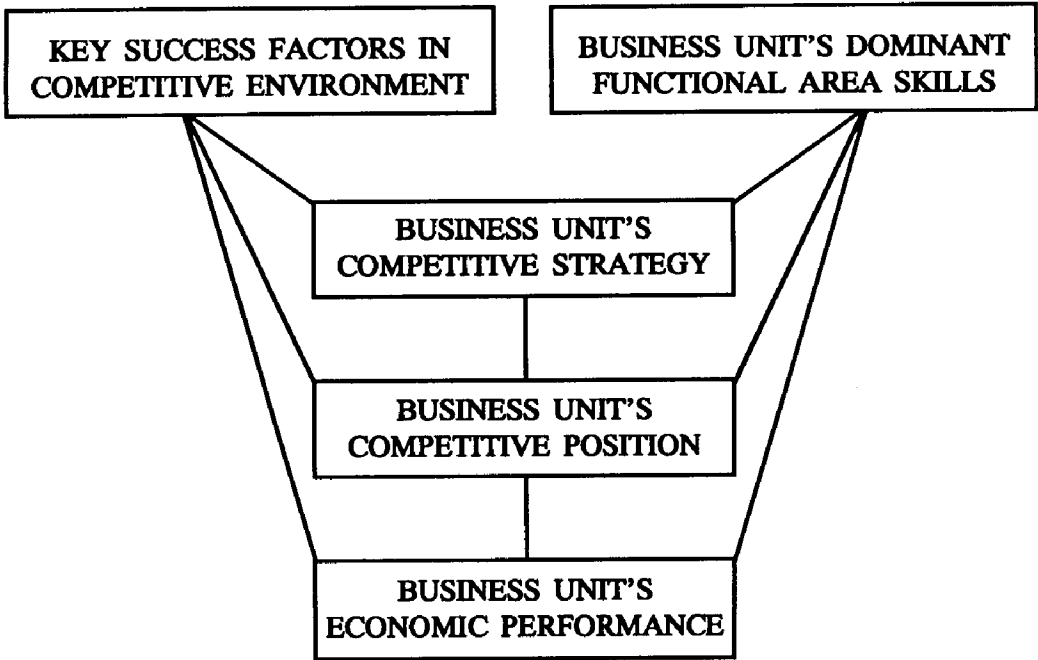 KEY SUCCESS FACTORS IN
COMPETITIVE ENVIRONMENT
BUSINESS UNIT'S DOMINANT
FUNCTIONAL AREA SKILLS
BUSINESS UNIT'S
COMPETITIVE STRATEGY
BUSINESS UNIT'S
COMPETITIVE POSITION
BUSINESS UNIT'S
ECONOMIC PERFORMANCE